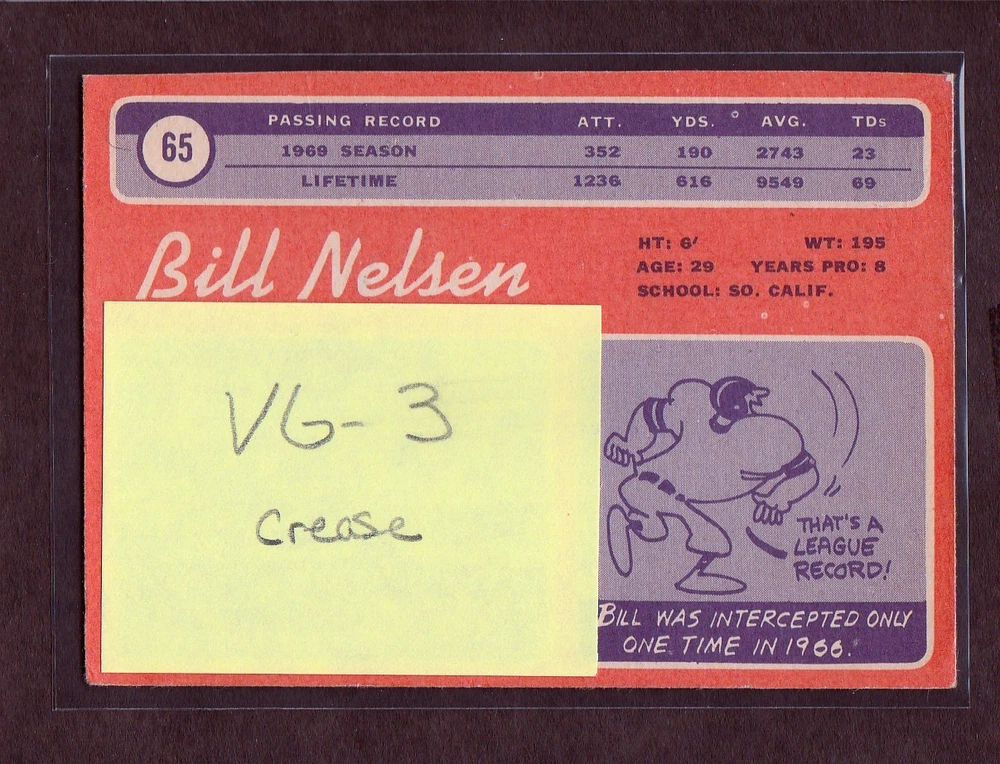 65
PASSING RECORD ATT. YDS. AVG. TDs
1969 SEASON 352 190 2743 23
LIFETIME 1236 616 9549 69
Bill Nelsen
HT: 6' WT: 195
AGE: 29 YEARS PRO: 8
SCHOOL: SO. CALIF.
VG- 3
Crease
THAT'S A
LEAGUE
RECORD!
BILL WAS INTERCEPTED ONLY
ONE TIME IN 1966.